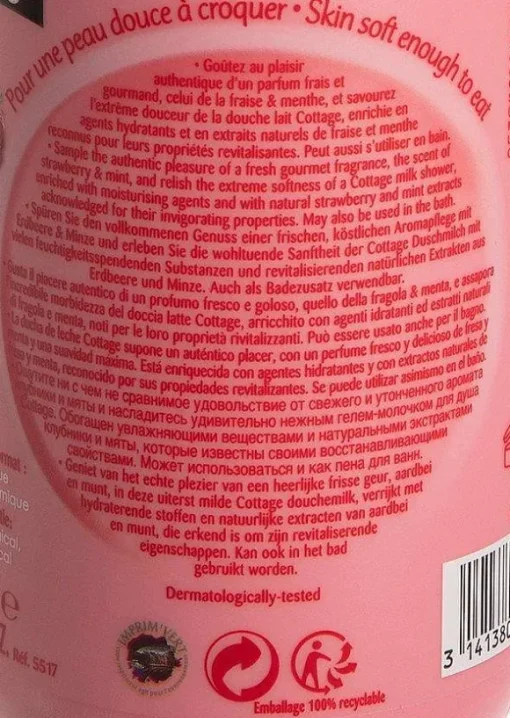 Pour une peau douce à croquer • Skin soft enough to eat
• Goûtez au plaisir
authentique d'un parfum frais et
gourmand, celui de la fraise & menthe, et savourez
l'extrême douceur de la douche lait Cottage, enrichie en
agents hydratants et en extraits naturels de fraise et menthe
reconnus pour leurs propriétés revitalisantes. Peut aussi s'utiliser en bain.
• Sample the authentic pleasure of a fresh gourmet fragrance, the scent of
strawberry & mint, and relish the extreme softness of a Cottage milk shower,
enriched with moisturising agents and with natural strawberry and mint extracts
acknowledged for their invigorating properties. May also be used in the bath.
• Spüren Sie den vollkommenen Genuss einer frischen, köstlichen Aromapflege mit
Erdbeere & Minze und erleben Sie die wohltuende Sanftheit der Cottage Duschmilch mit
vielen feuchtigkeitsspendenden Substanzen und revitalisierenden natürlichen Extrakten aus
Erdbeere und Minze. Auch als Badezusatz verwendbar.
Gusta il piacere autentico di un profumo fresco e goloso, quello della fragola & menta, e assapora
incredibile morbidezza del doccia latte Cottage, arricchito con agenti idratanti ed estratti naturali
di fragola e menta, noti per le loro proprietà rivitalizzanti. Può essere usato anche per il bagno.
La ducha de leche Cottage supone un auténtico placer, con un perfume fresco y delicioso de fresa y
menta y una suavidad máxima. Está enriquecida con agentes hidratantes y con extractos naturales de
fresa y menta, reconocido por sus propiedades revitalizantes. Se puede utilizar asimismo en el baño.
Ощутите ни с чем не сравнимое удовольствие от свежего и утонченного аромата
клубники и мяты и насладитесь удивительно нежным гелем-молочком для душа
Cottage. Обогащен увлажняющими веществами и натуральными экстрактами
клубники и мяты, которые известны своими восстанавливающими
свойствами. Может использоваться и как пена для ванн.
• Geniet van het echte plezier van een heerlijke frisse geur, aardbei
en munt, in deze uiterst milde Cottage douchemilk, verrijkt met
hydraterende stoffen en natuurlijke extracten van aardbei
en munt, die erkend is om zijn revitaliserende
eigenschappen. Kan ook in het bad
gebruikt worden.
Dermatologically-tested
IMPRIM'VERT
Emballage 100% recyclable
Réf. 5S17
3 141380